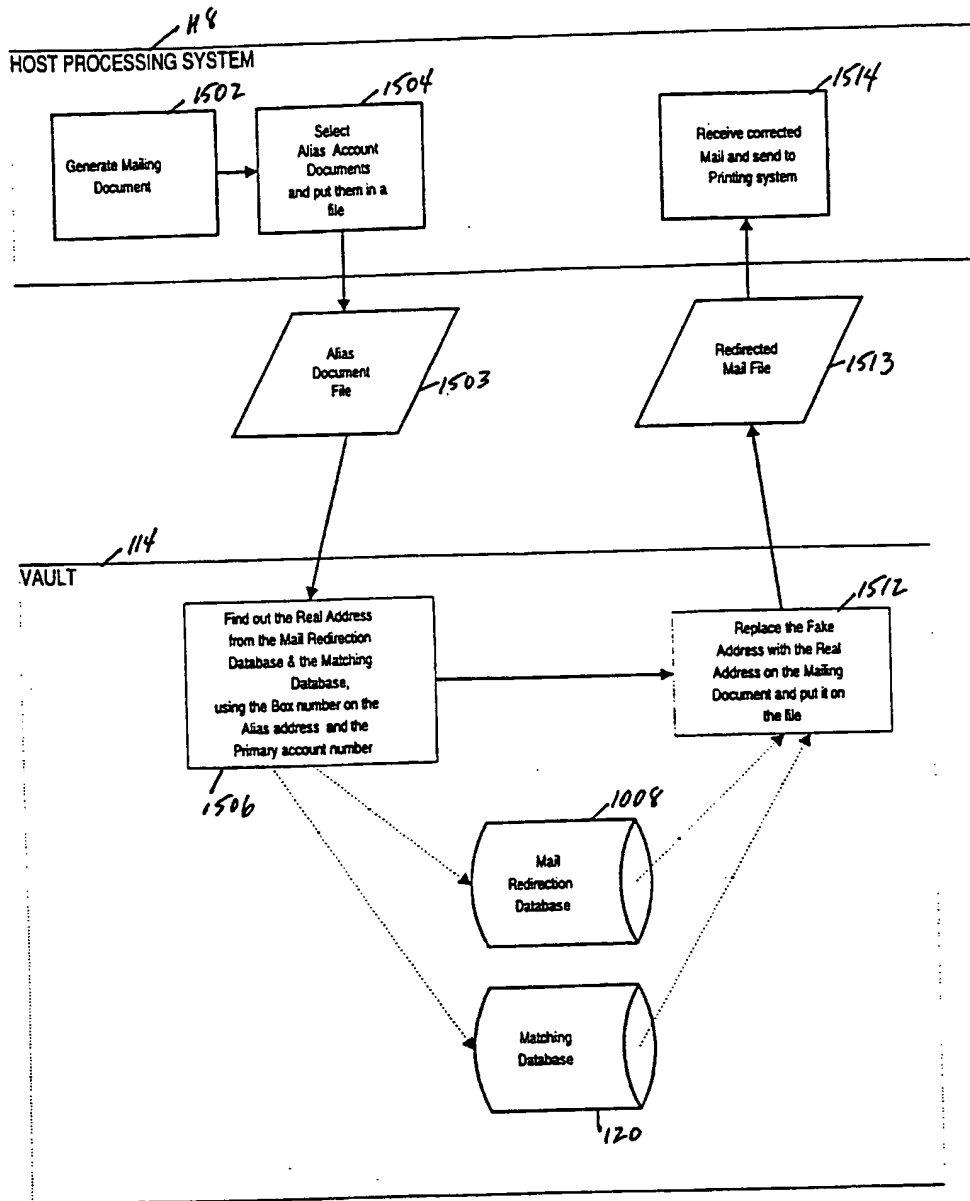 118
HOST PROCESSING SYSTEM
1502
Generate Mailing
Document
1504
Select
Alias Account
Documents
and put them in a
file
1514
Receive corrected
Mail and send to
Printing system
Alias
Document
File
1503
Redirected
Mail File
1513
114
VAULT
Find out the Real Address
from the Mail Redirection
Database & the Matching
Database,
using the Box number on the
Alias address and the
Primary account number
1506
1512
Replace the Fake
Address with the Real
Address on the Mailing
Document and put it on
the file
1008
Mail
Redirection
Database
Matching
Database
120